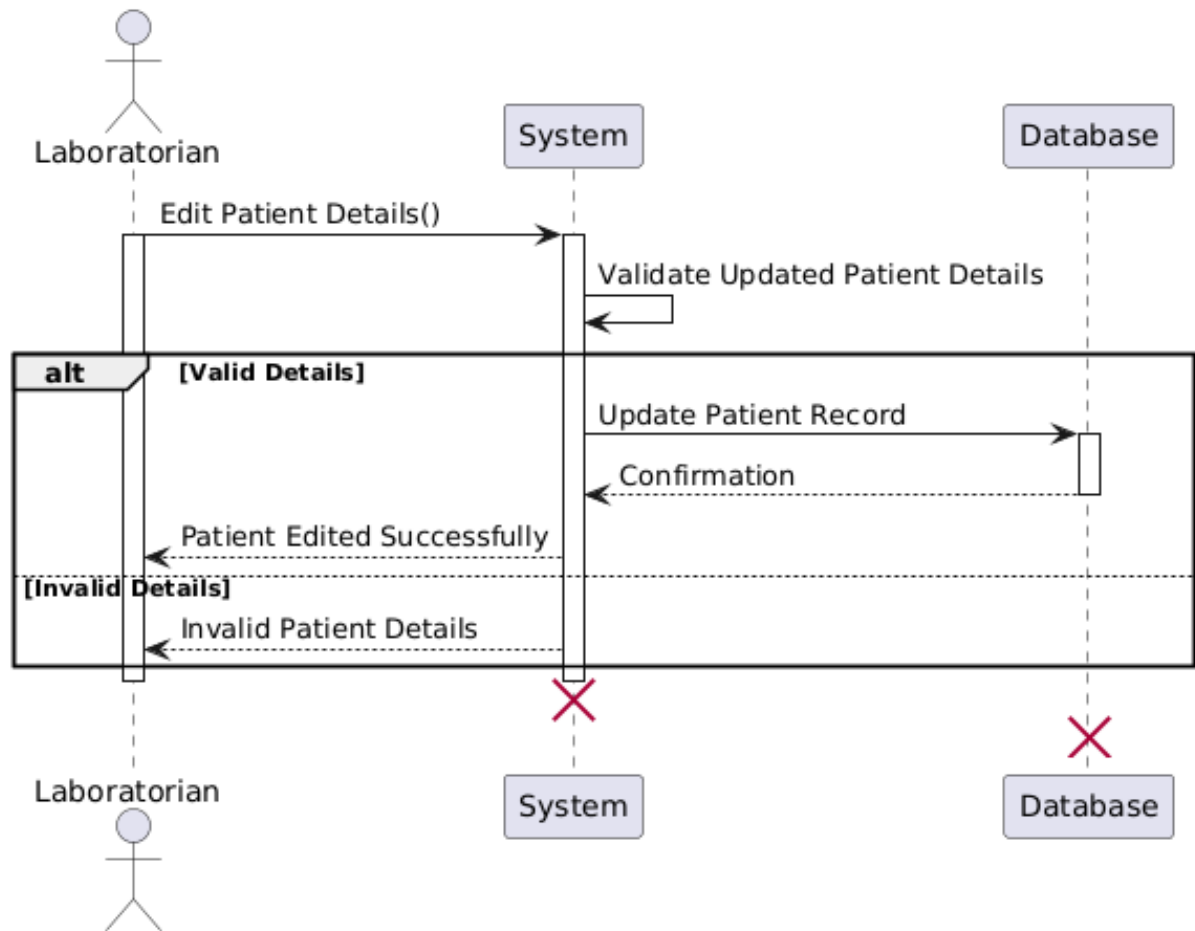 Laboratorian
System
Database
Edit Patient Details()
Validate Updated Patient Details
alt
[Valid Details]
Update Patient Record
Confirmation
Patient Edited Successfully
[Invalid Details]
Invalid Patient Details
Laboratorian
System
Database